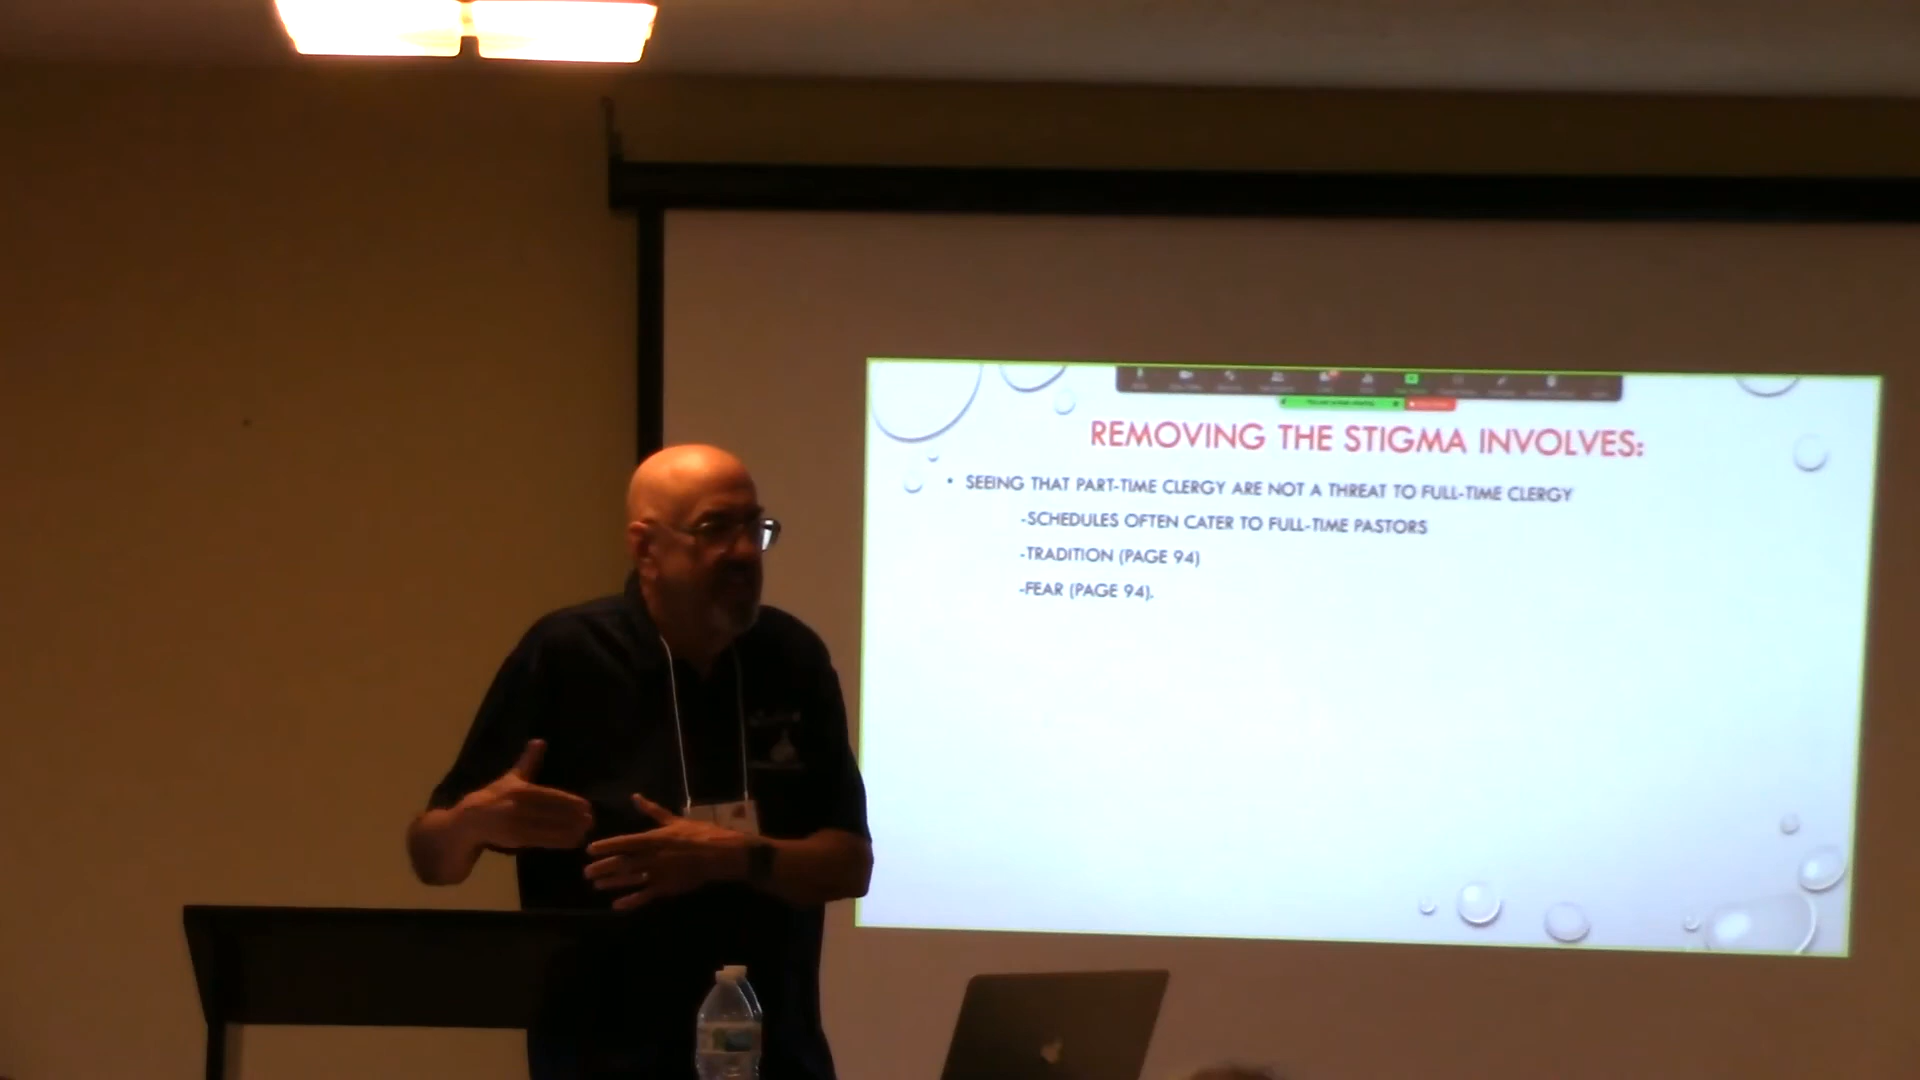 REMOVING THE STIGMA INVOLVES:
• SEEING THAT PART-TIME CLERGY ARE NOT A THREAT TO FULL-TIME CLERGY
-SCHEDULES OFTEN CATER TO FULL-TIME PASTORS
-TRADITION (PAGE 94)
-FEAR (PAGE 94).